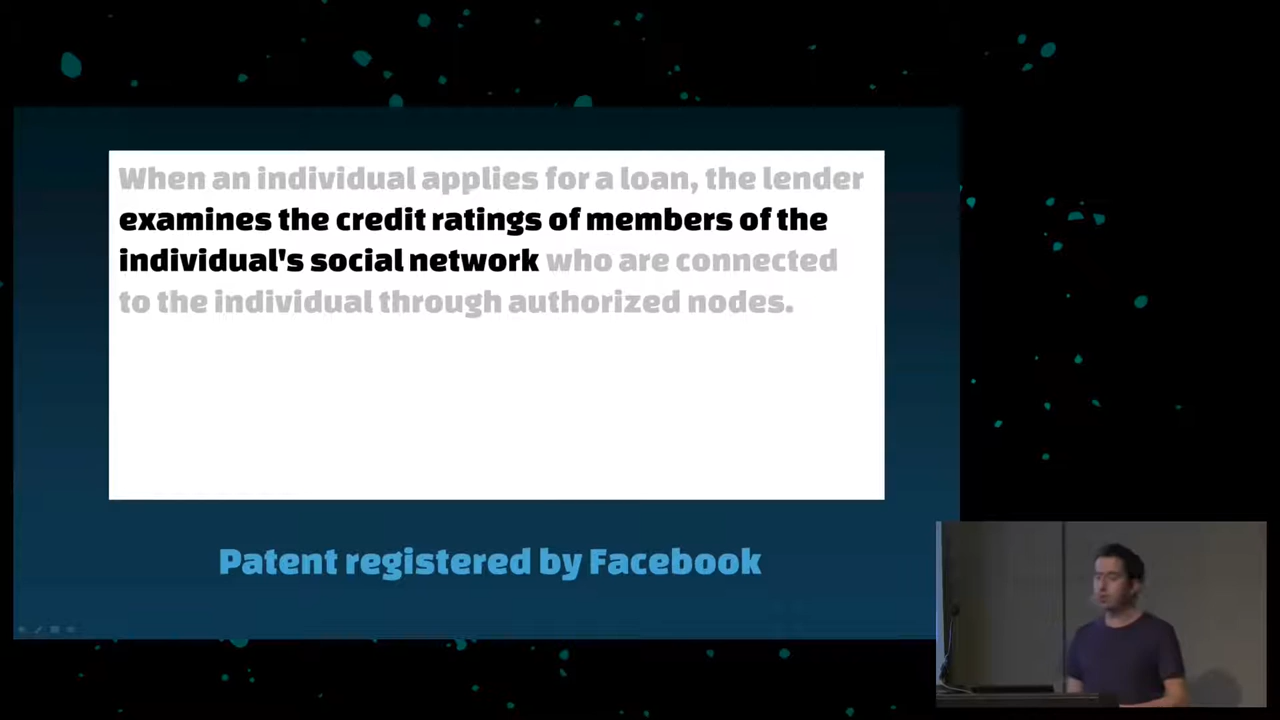 When an individual applies for a loan, the lender
examines the credit ratings of members of the
individual's social network who are connected
to the individual through authorized nodes.
Patent registered by Facebook